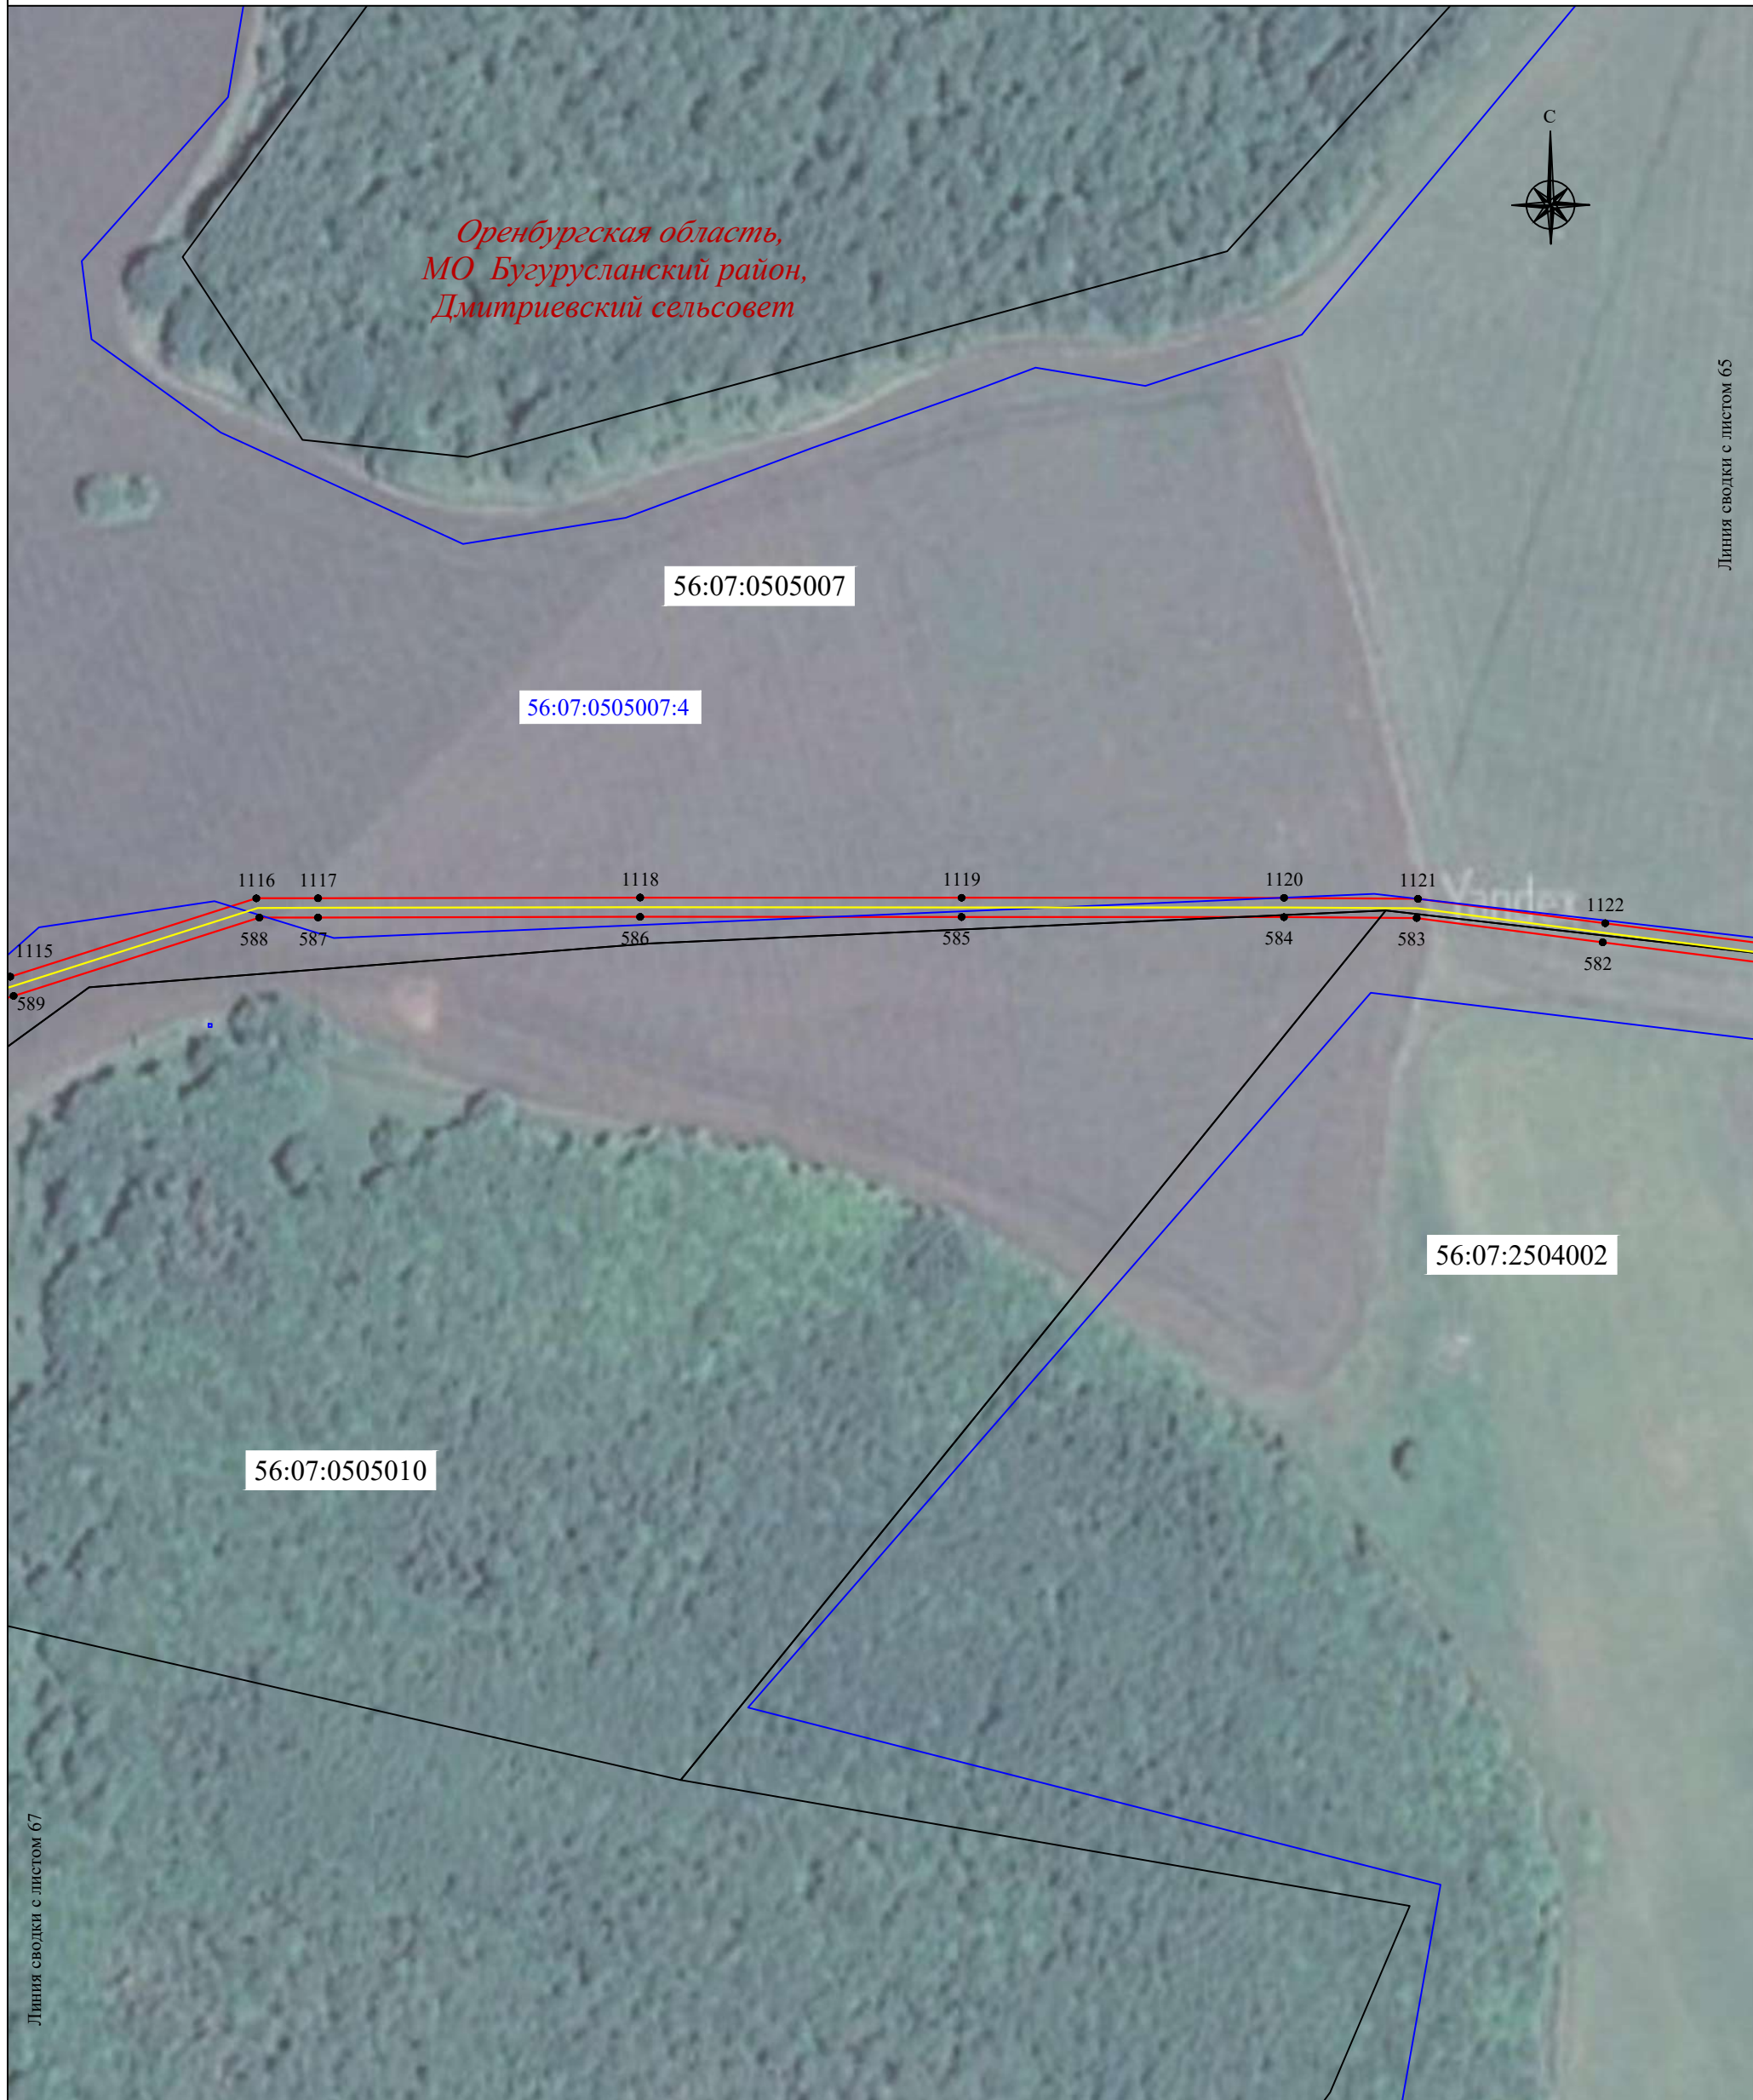 С
Оренбургская область,
МО Бугурусланский район,
Дмитриевский сельсовет
Линия сводки с листом 65
56:07:0505007
56:07:0505007:4
1116
1117
1118
1119
1120
1121
Yandex
1122
1115
588
587
586
585
584
583
582
589
56:07:2504002
56:07:0505010
Линия сводки с листом 67